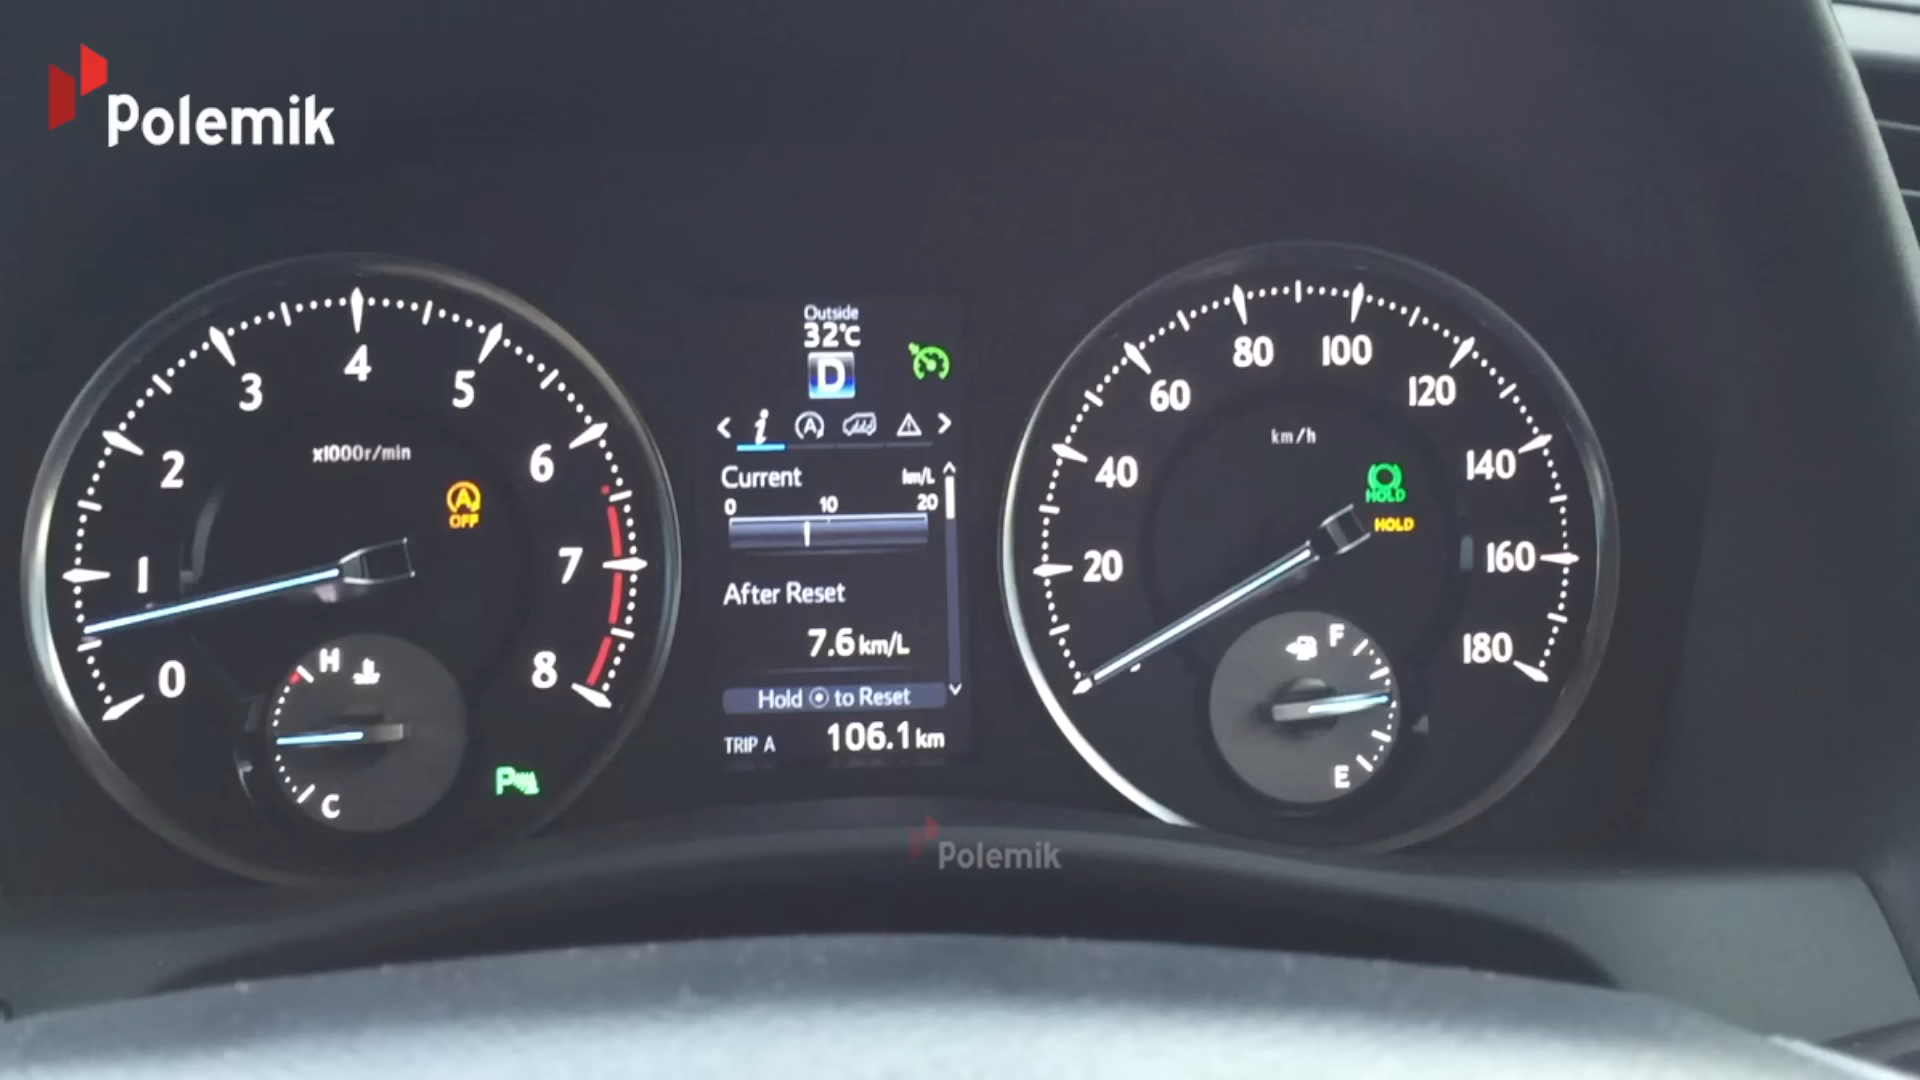 Polemik
0
1
2
3
4
5
6
7
8
x1000r/min
A
OFF
H
C
P
Outside
32°C
D
i
A
Current
km/L
0 10 20
After Reset
7.6 km/L
Hold to Reset
TRIP A 106.1 km
20
40
60
80
100
120
140
160
180
km/h
HOLD
HOLD
F
E
Polemik